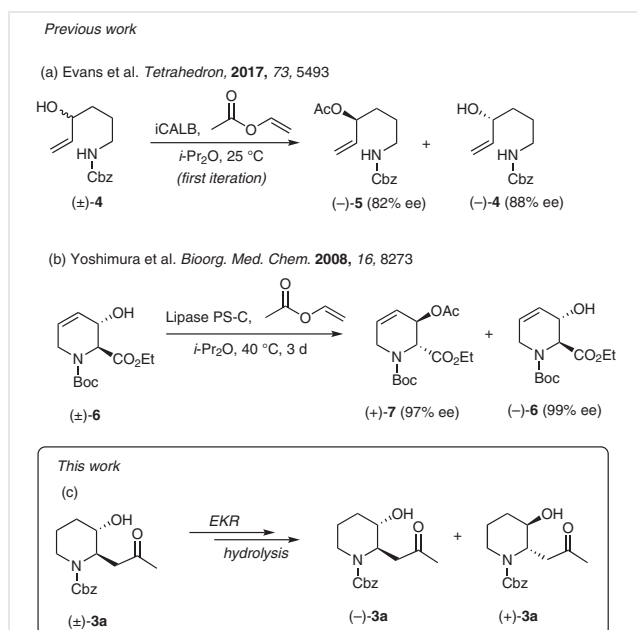 Previous work
(a) Evans et al. Tetrahedron, 2017, 73, 5493
HO
HN
Cbz
(±)-4
iCALB,
O
O
i-Pr2O, 25 °C
(first iteration)
AcO
HN
Cbz
(–)-5 (82% ee)
+
HO
HN
Cbz
(–)-4 (88% ee)
(b) Yoshimura et al. Bioorg. Med. Chem. 2008, 16, 8273
OH
N
CO2Et
Boc
(±)-6
Lipase PS-C,
O
O
i-Pr2O, 40 °C, 3 d
OAc
N
CO2Et
Boc
(+)-7 (97% ee)
+
OH
N
CO2Et
Boc
(–)-6 (99% ee)
This work
(c)
OH
O
N
Cbz
(±)-3a
EKR
hydrolysis
OH
O
N
Cbz
(–)-3a
+
OH
O
N
Cbz
(+)-3a